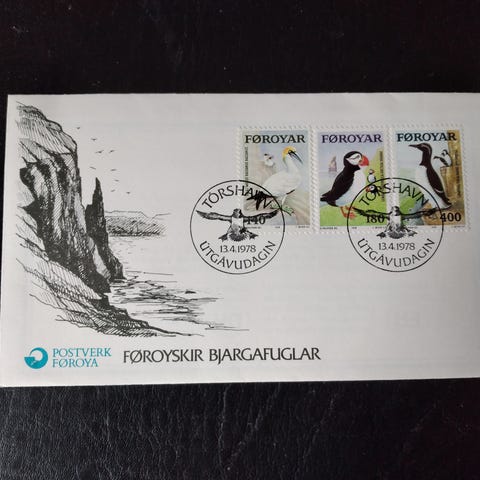 FØROYAR
FØROYAR
FØROYAR
140
180
400
TÓRSHAVN
13.4.1978
ÚTGÁVUDAGIN
TÓRSHAVN
13.4.1978
ÚTGÁVUDAGIN
POSTVERK
FØROYA
FØROYSKIR BJARGAFUGLAR